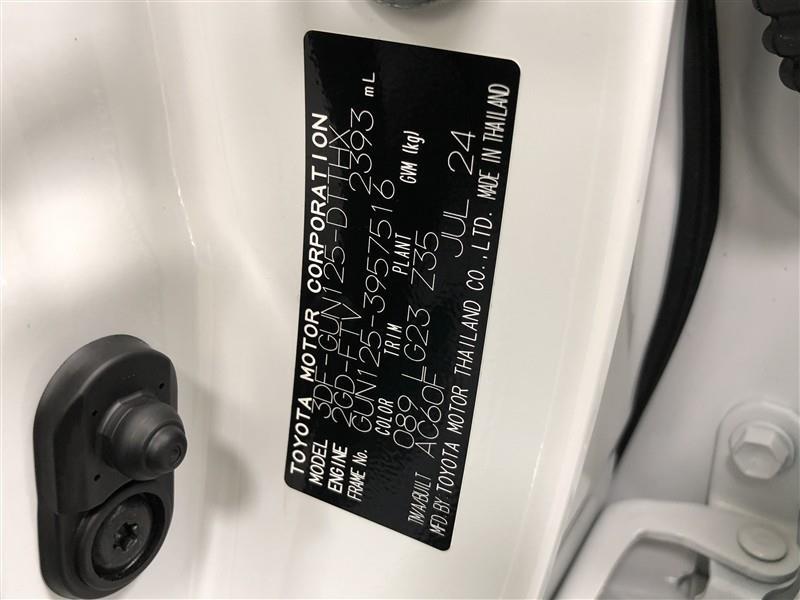 TOYOTA MOTOR CORPORATION
MODEL 3DF-GUN125-DTTHX
ENGINE 2GD-FTV 2393 mL
FRAME No. GUN125-3957516
COLOR TRIM PLANT GVM (kg)
089 LG23 Z35
TMA/BUILT AC60F JUL 24
MFD.BY TOYOTA MOTOR THAILAND CO.,LTD. MADE IN THAILAND